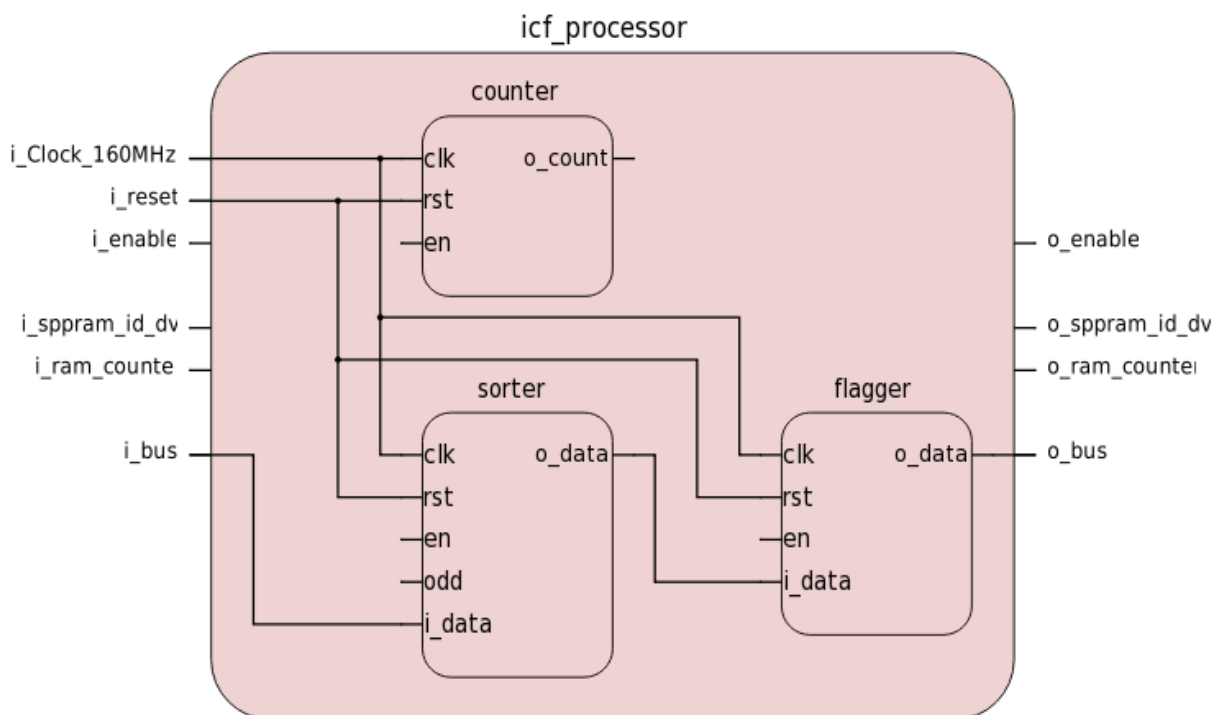 icf_processor
counter
i_Clock_160MHz
clk
o_count
i_reset
rst
i_enable
en
o_enable
i_sppram_id_dv
o_sppram_id_dv
i_ram_counte
o_ram_counter
sorter
flagger
i_bus
clk
o_data
clk
o_data
o_bus
rst
rst
en
en
odd
i_data
i_data